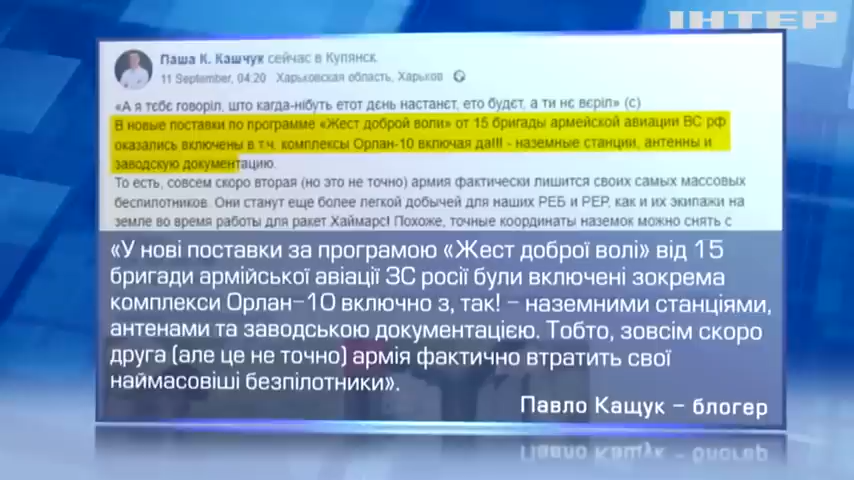 ІНТЕР
Паша К. Кашчук сейчас в Купянск.
11 September, 04:20 Харьковская область, Харьков
«А я тєбє говоріл, што кагда-нібуть етот дєнь настанєт, ето будєт, а ти нє вєріл» (с)
В новые поставки по программе «Жест доброй воли» от 15 бригады армейской авиации ВС рф
оказались включены в т.ч. комплексы Орлан-10 включая да!!! - наземные станции, антенны и
заводскую документацию.
То есть, совсем скоро вторая (но это не точно) армия фактически лишится своих самых массовых
беспилотников. Они станут еще более легкой добычей для наших РЕБ и РЕР, как и их экипажи на
земле во время работы для ракет Хаймарс! Похоже, точные координаты наземок можно снять с
«У нові поставки за програмою «Жест доброї волі» від 15
бригади армійської авіації ЗС росії були включені зокрема
комплекси Орлан-10 включно з, так! – наземними станціями,
антенами та заводською документацією. Тобто, зовсім скоро
друга (але це не точно) армія фактично втратить свої
наймасовіші безпілотники».
Павло Кащук – блогер